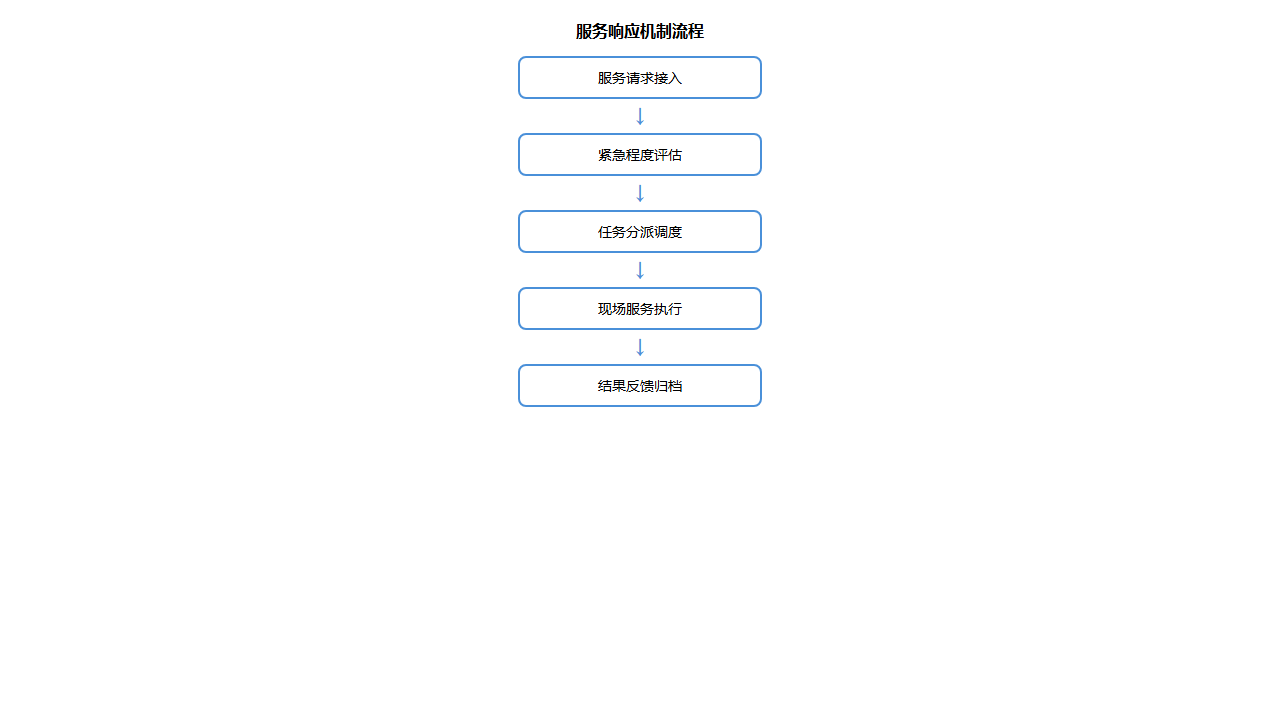 服务响应机制流程
服务请求接入
↓
紧急程度评估
↓
任务分派调度
↓
现场服务执行
↓
结果反馈归档